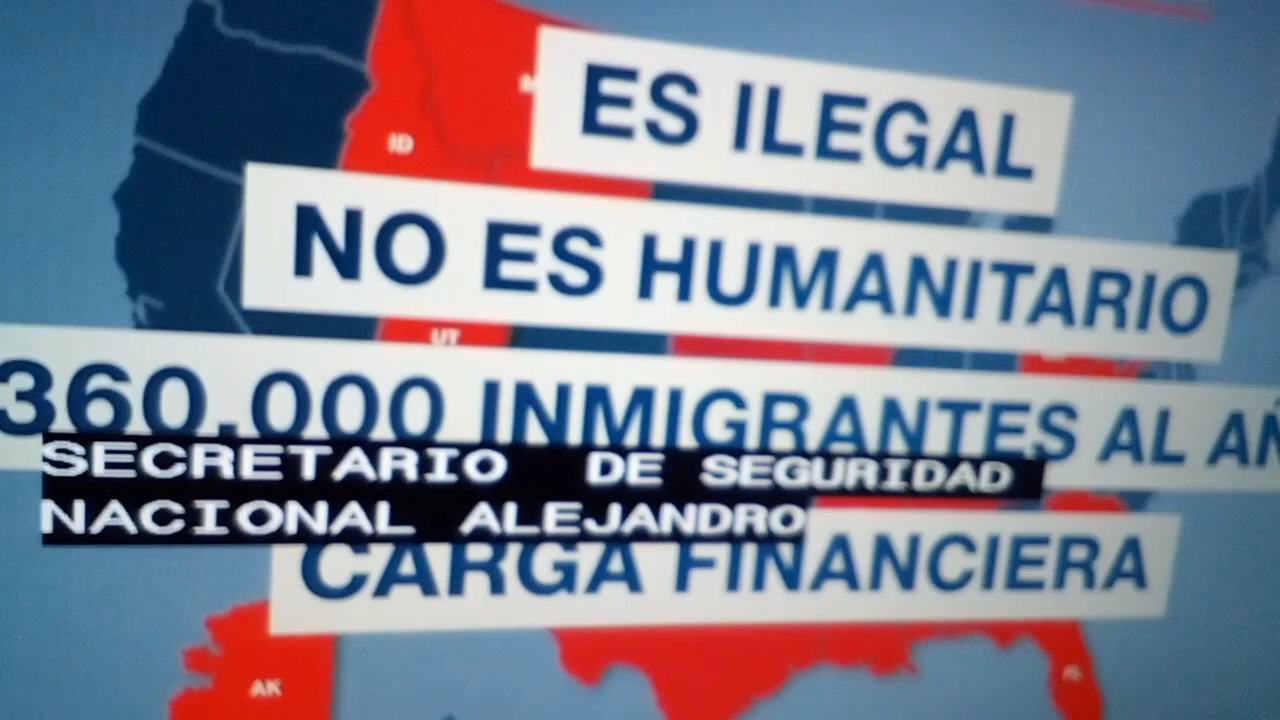 ES ILEGAL
ID
NO ES HUMANITARIO
UT
360.000 INMIGRANTES AL
SECRETARIO DE SEGURIDAD
NACIONAL ALEJANDRO
CARGA FINANCIERA
AK
FL